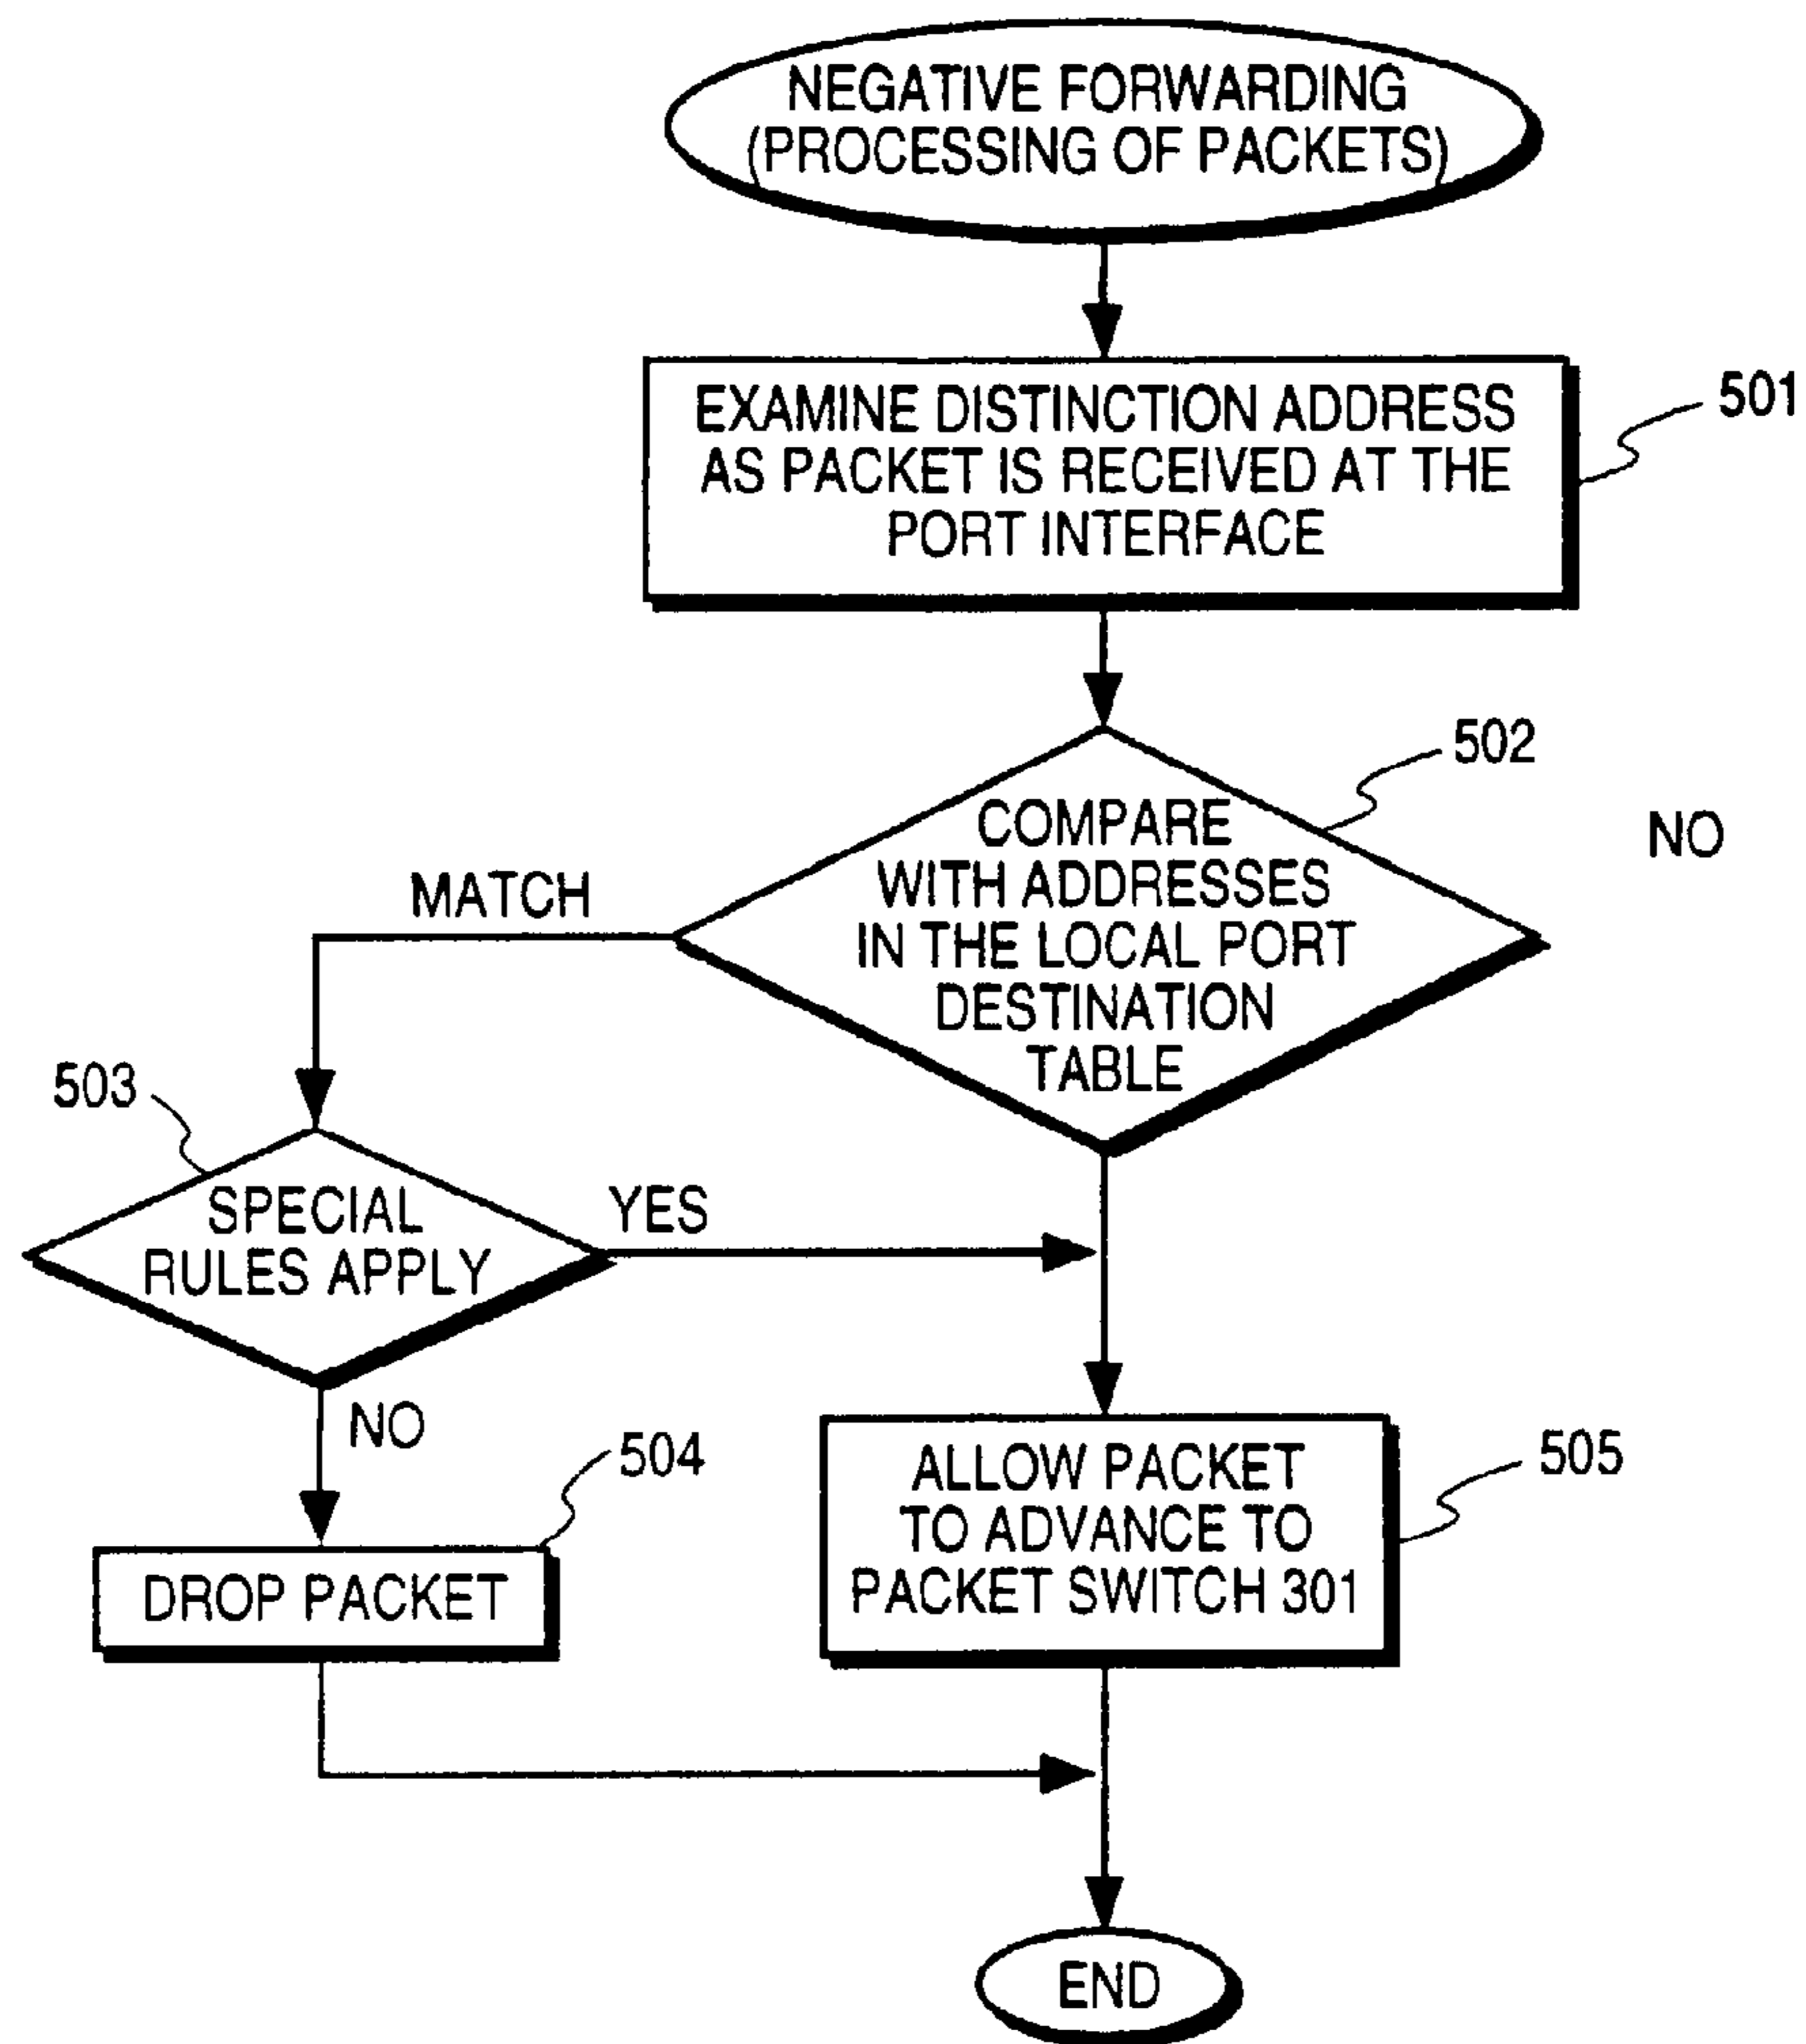 NEGATIVE FORWARDING
(PROCESSING OF PACKETS)
EXAMINE DISTINCTION ADDRESS
AS PACKET IS RECEIVED AT THE
PORT INTERFACE
501
502
COMPARE
WITH ADDRESSES
IN THE LOCAL PORT
DESTINATION
TABLE
NO
MATCH
503
SPECIAL
RULES APPLY
YES
NO
504
DROP PACKET
ALLOW PACKET
TO ADVANCE TO
PACKET SWITCH 301
505
END